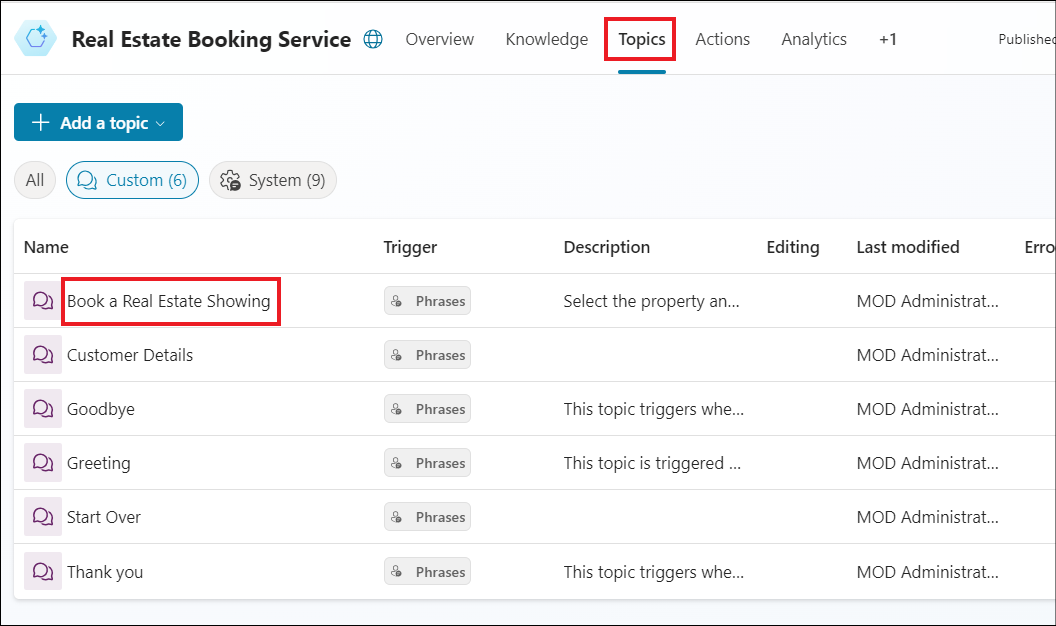 Real Estate Booking Service Overview Knowledge Topics Actions Analytics +1 Published
Add a topic
All Custom (6) System (9)
Name Trigger Description Editing Last modified Erro
Book a Real Estate Showing Phrases Select the property an... MOD Administrat...
Customer Details Phrases MOD Administrat...
Goodbye Phrases This topic triggers whe... MOD Administrat...
Greeting Phrases This topic is triggered ... MOD Administrat...
Start Over Phrases MOD Administrat...
Thank you Phrases This topic triggers whe... MOD Administrat...